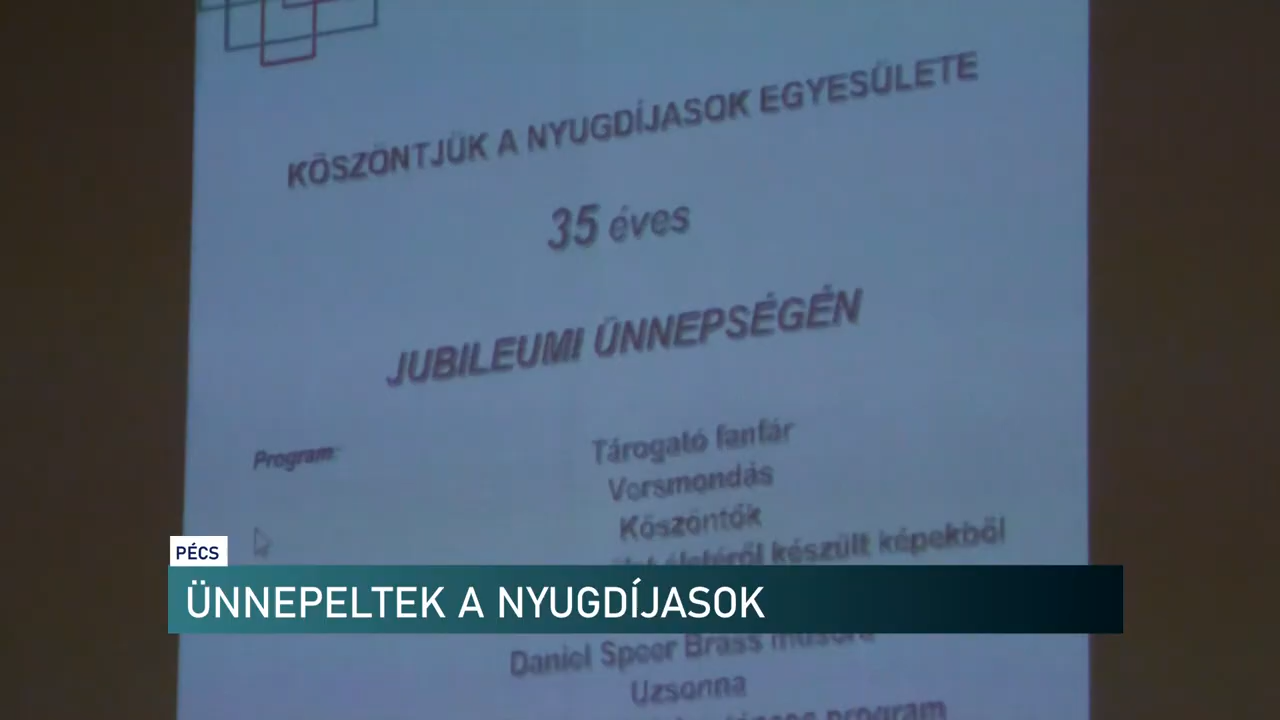 KÖSZÖNTJÜK A NYUGDÍJASOK EGYESÜLETE
35 éves
JUBILEUMI ÜNNEPSÉGÉN
Program:
Tárogató fanfár
Versmondás
Köszöntők
készült képekből
PÉCS
ÜNNEPELTEK A NYUGDÍJASOK
Daniel Speer Brass műsora
Uzsonna
program